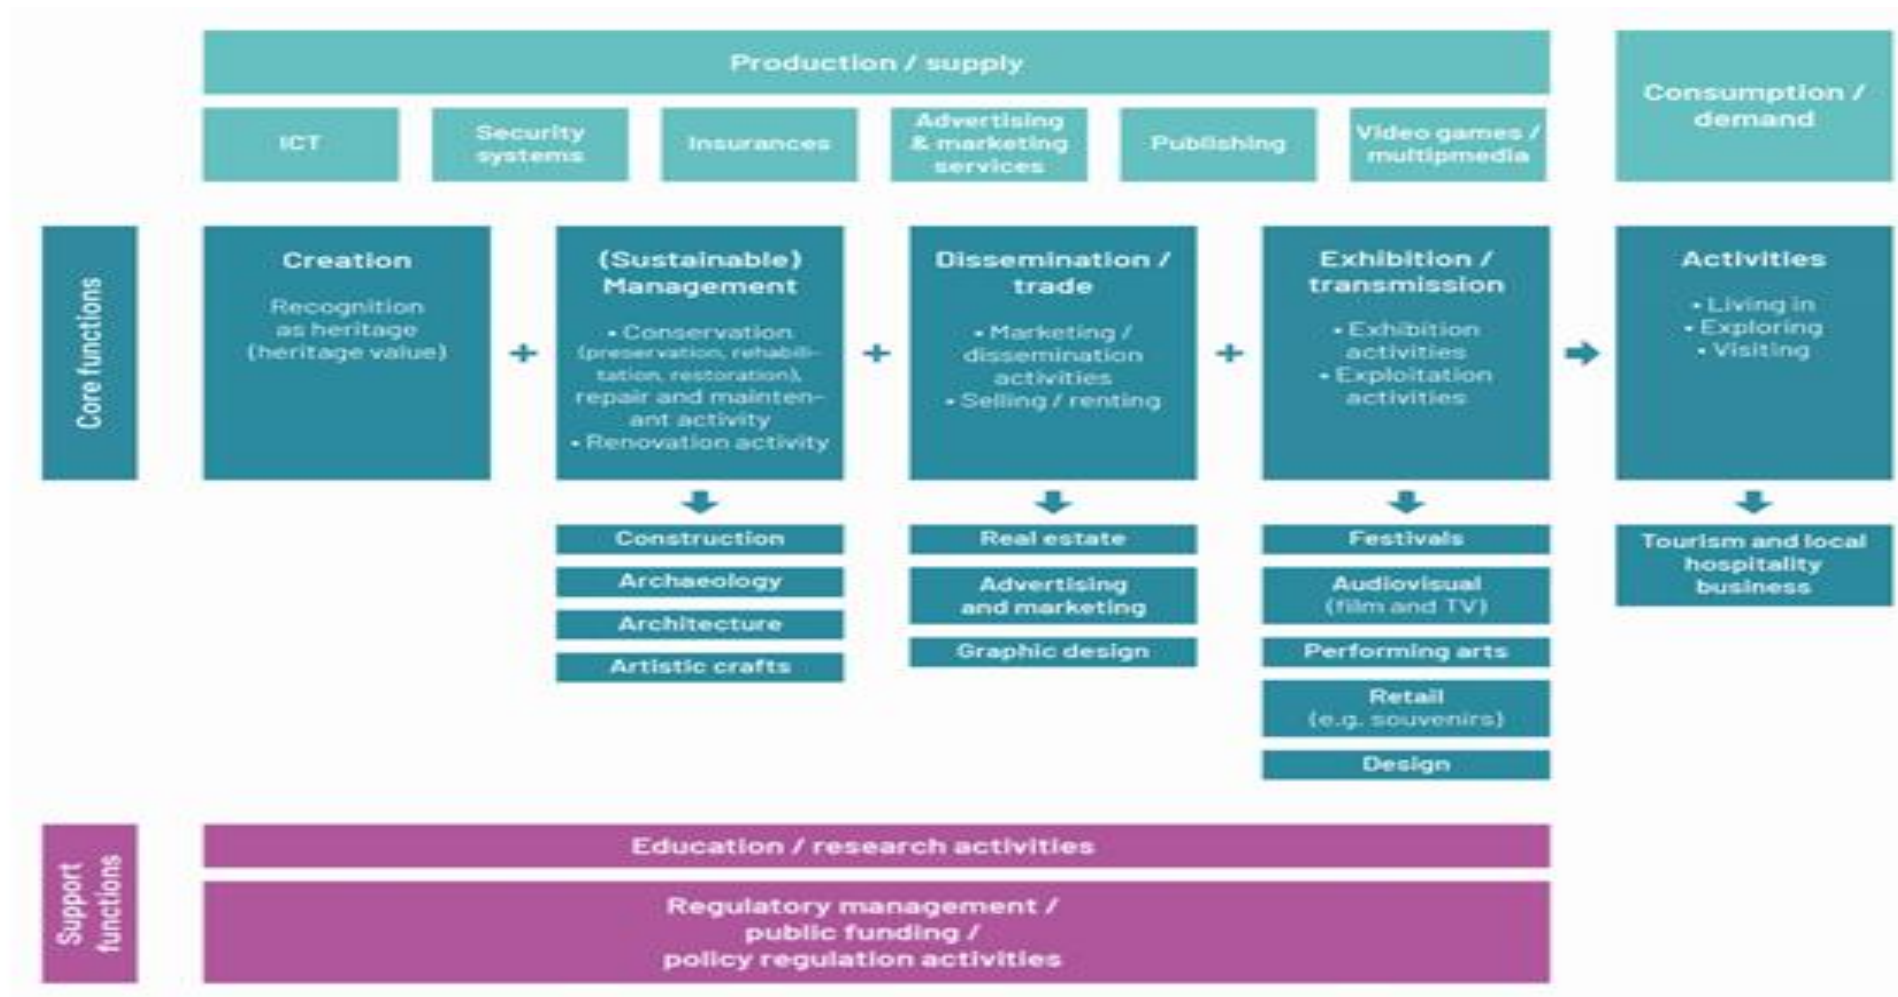 Production / supply
Consumption /
demand
ICT
Security
systems
Insurances
Advertising
& marketing
services
Publishing
Video games /
multipmedia
Core functions
Creation
Recognition
as heritage
(heritage value)
+
(Sustainable)
Management
• Conservation
(preservation, rehabili-
tation, restoration),
repair and mainten-
ant activity
• Renovation activity
+
Dissemination /
trade
• Marketing /
dissemination
activities
• Selling / renting
+
Exhibition /
transmission
• Exhibition
activities
• Exploitation
activities
Activities
• Living in
• Exploring
• Visiting
Construction
Archaeology
Architecture
Artistic crafts
Real estate
Advertising
and marketing
Graphic design
Festivals
Audiovisual
(film and TV)
Performing arts
Retail
(e.g. souvenirs)
Design
Tourism and local
hospitality
business
Support
functions
Education / research activities
Regulatory management /
public funding /
policy regulation activities